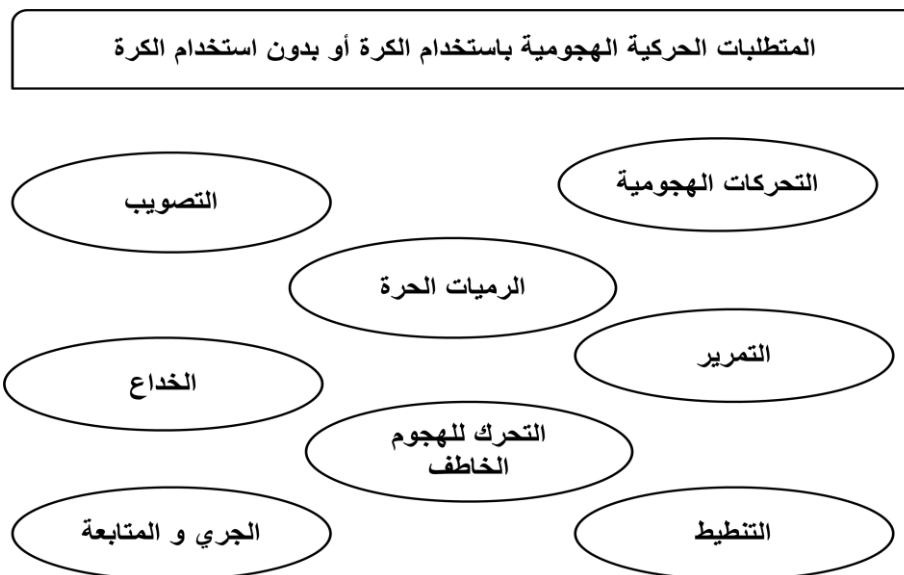 المتطلبات الحركية الهجومية باستخدام الكرة أو بدون استخدام الكرة
التحركات الهجومية
التصويب
الرميات الحرة
التمرير
الخداع
التحرك للهجوم
الخاطف
التنطيط
الجري و المتابعة